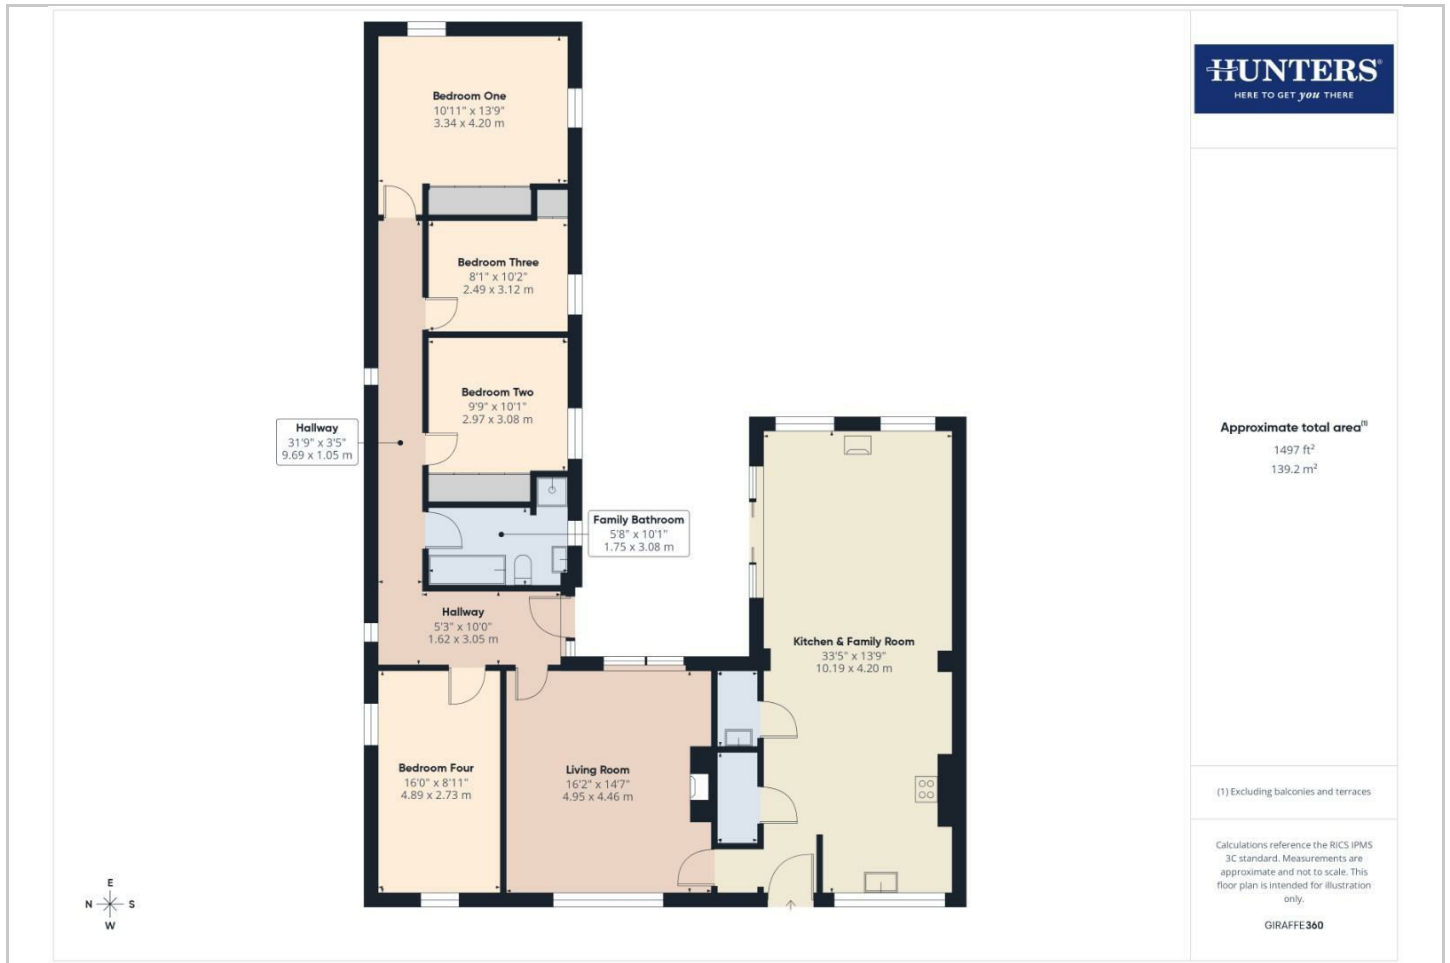 Bedroom One
10'11" x 13'9"
3.34 x 4.20 m
Bedroom Three
8'1" x 10'2"
2.49 x 3.12 m
Bedroom Two
9'9" x 10'1"
2.97 x 3.08 m
Hallway
31'9" x 3'5"
9.69 x 1.05 m
Family Bathroom
5'8" x 10'1"
1.75 x 3.08 m
Hallway
5'3" x 10'0"
1.62 x 3.05 m
Kitchen & Family Room
33'5" x 13'9"
10.19 x 4.20 m
Bedroom Four
16'0" x 8'11"
4.89 x 2.73 m
Living Room
16'2" x 14'7"
4.95 x 4.46 m
E
N S
W
HUNTERS®
HERE TO GET you THERE
Approximate total area(1)
1497 ft²
139.2 m²
(1) Excluding balconies and terraces
Calculations reference the RICS IPMS
3C standard. Measurements are
approximate and not to scale. This
floor plan is intended for illustration
only.
GIRAFFE360